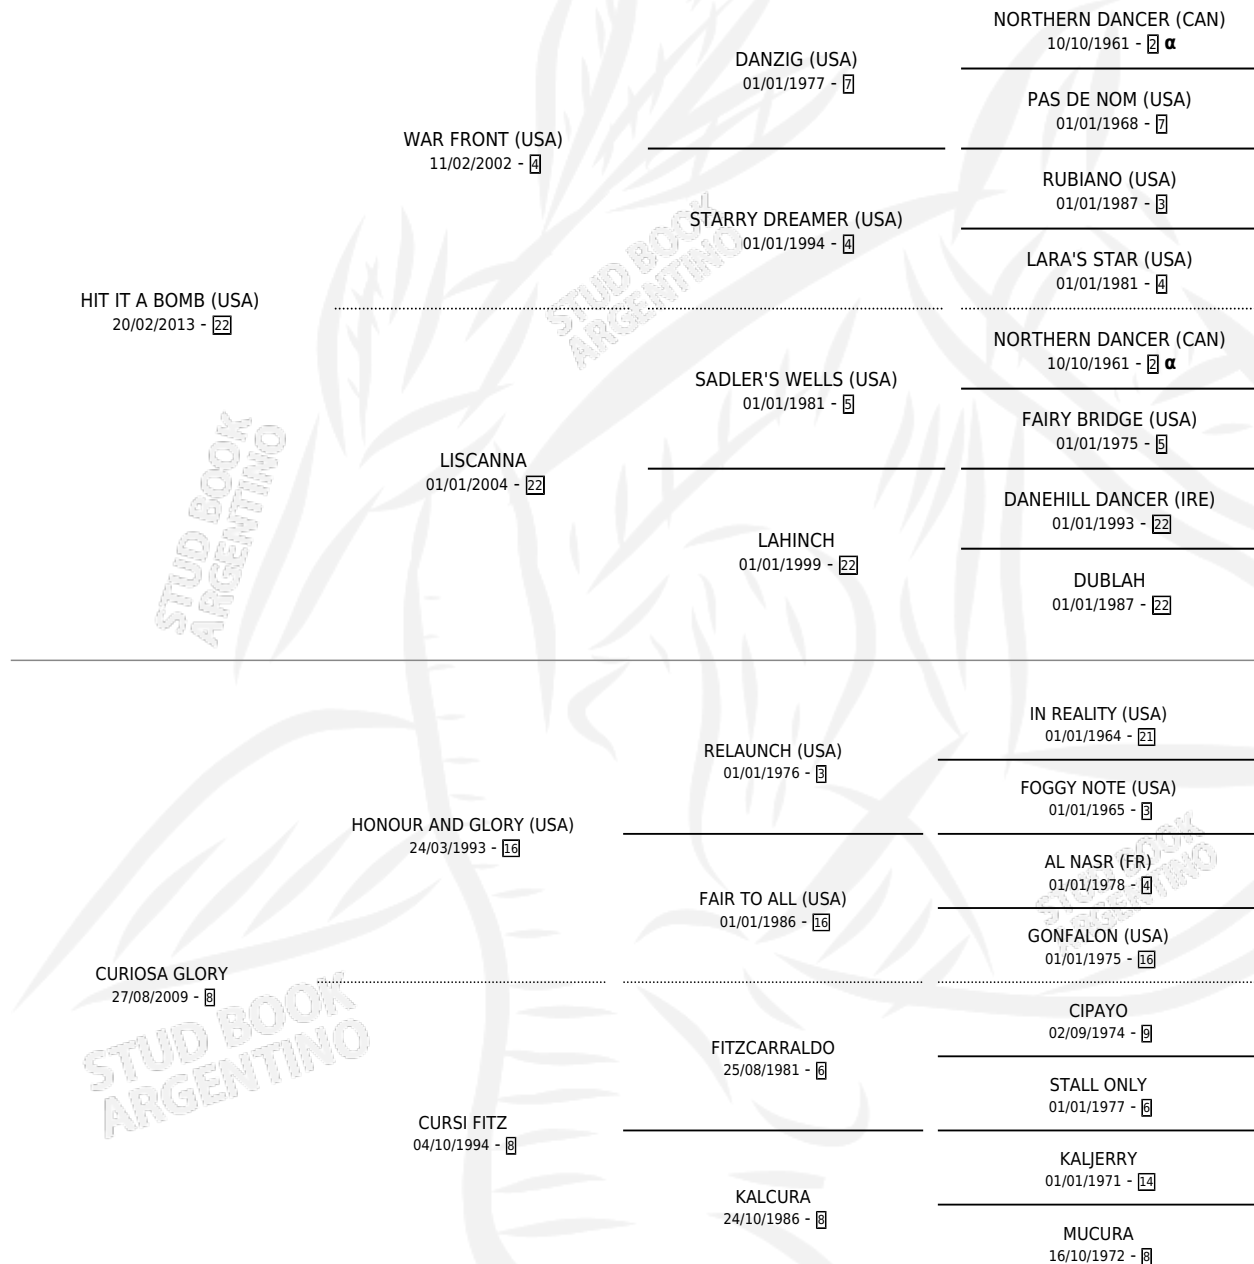 NORTHERN DANCER (CAN)
10/10/1961 - 2 α
DANZIG (USA)
01/01/1977 - 7
PAS DE NOM (USA)
01/01/1968 - 7
WAR FRONT (USA)
11/02/2002 - 4
RUBIANO (USA)
01/01/1987 - 3
STARRY DREAMER (USA)
01/01/1994 - 4
LARA'S STAR (USA)
01/01/1981 - 4
HIT IT A BOMB (USA)
20/02/2013 - 22
NORTHERN DANCER (CAN)
10/10/1961 - 2 α
SADLER'S WELLS (USA)
01/01/1981 - 5
FAIRY BRIDGE (USA)
01/01/1975 - 5
LISCANNA
01/01/2004 - 22
DANEHILL DANCER (IRE)
01/01/1993 - 22
LAHINCH
01/01/1999 - 22
DUBLAH
01/01/1987 - 22
IN REALITY (USA)
01/01/1964 - 21
RELAUNCH (USA)
01/01/1976 - 3
FOGGY NOTE (USA)
01/01/1965 - 3
HONOUR AND GLORY (USA)
24/03/1993 - 16
AL NASR (FR)
01/01/1978 - 4
FAIR TO ALL (USA)
01/01/1986 - 16
GONFALON (USA)
01/01/1975 - 16
CURIOSA GLORY
27/08/2009 - 8
CIPAYO
02/09/1974 - 9
FITZCARRALDO
25/08/1981 - 6
STALL ONLY
01/01/1977 - 6
CURSI FITZ
04/10/1994 - 8
KALJERRY
01/01/1971 - 14
KALCURA
24/10/1986 - 8
MUCURA
16/10/1972 - 8
STUD BOOK
ARGENTINO
STUD BOOK
ARGENTINO
STUD BOOK
ARGENTINO
STUD BOOK
ARGENTINO